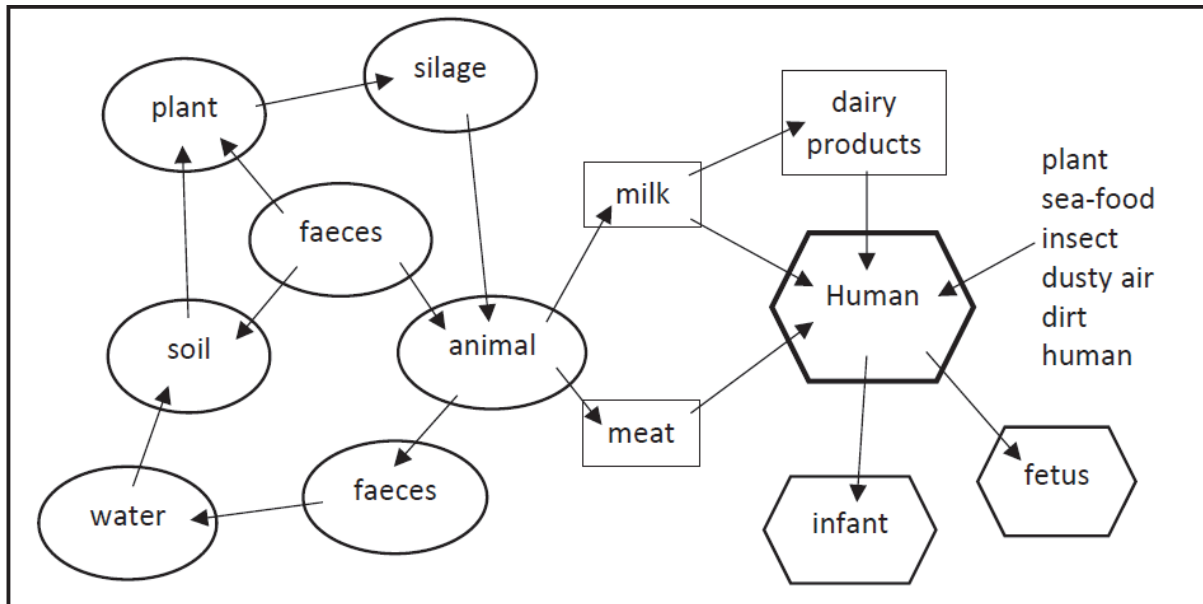 silage
plant
dairy
products
milk
faeces
plant
sea-food
insect
dusty air
dirt
human
Human
soil
animal
meat
faeces
water
infant
fetus